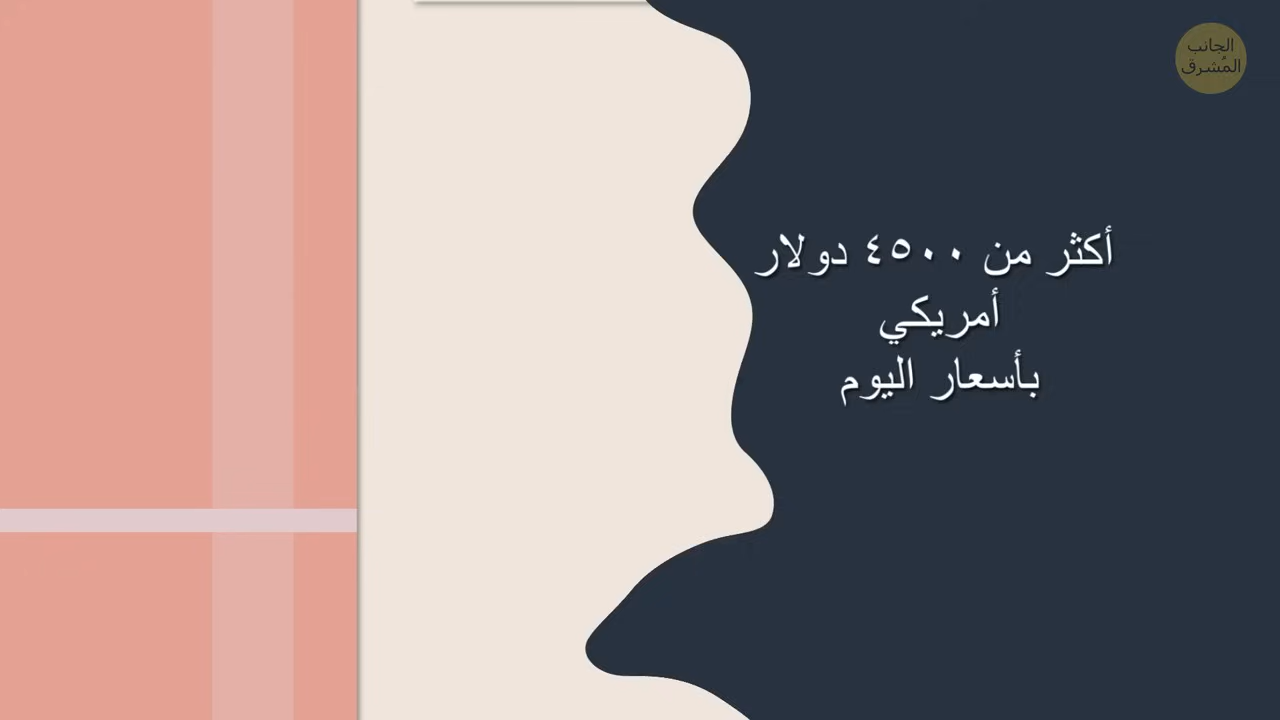 الجانب
المُشرق
أكثر من ٤٥٠٠ دولار
أمريكي
بأسعار اليوم